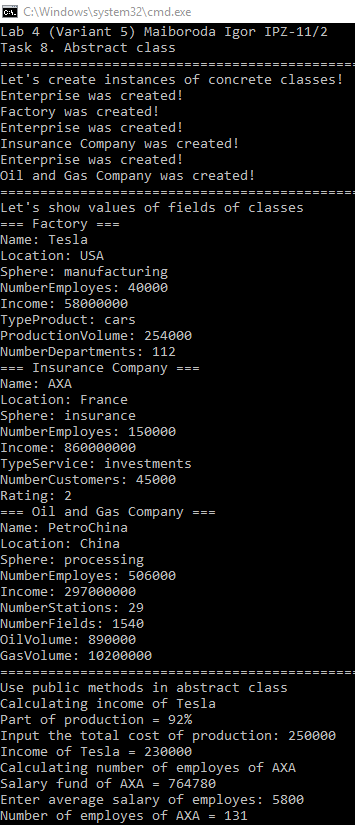 C:\Windows\system32\cmd.exe
Lab 4 (Variant 5) Maiboroda Igor IPZ-11/2
Task 8. Abstract class
=============================================
Let's create instances of concrete classes!
Enterprise was created!
Factory was created!
Enterprise was created!
Insurance Company was created!
Enterprise was created!
Oil and Gas Company was created!
=============================================
Let's show values of fields of classes
=== Factory ===
Name: Tesla
Location: USA
Sphere: manufacturing
NumberEmployes: 40000
Income: 58000000
TypeProduct: cars
ProductionVolume: 254000
NumberDepartments: 112
=== Insurance Company ===
Name: AXA
Location: France
Sphere: insurance
NumberEmployes: 150000
Income: 860000000
TypeService: investments
NumberCustomers: 45000
Rating: 2
=== Oil and Gas Company ===
Name: PetroChina
Location: China
Sphere: processing
NumberEmployes: 506000
Income: 297000000
NumberStations: 29
NumberFields: 1540
OilVolume: 890000
GasVolume: 10200000
=============================================
Use public methods in abstract class
Calculating income of Tesla
Part of production = 92%
Input the total cost of production: 250000
Income of Tesla = 230000
Calculating number of employes of AXA
Salary fund of AXA = 764780
Enter average salary of employes: 5800
Number of employes of AXA = 131